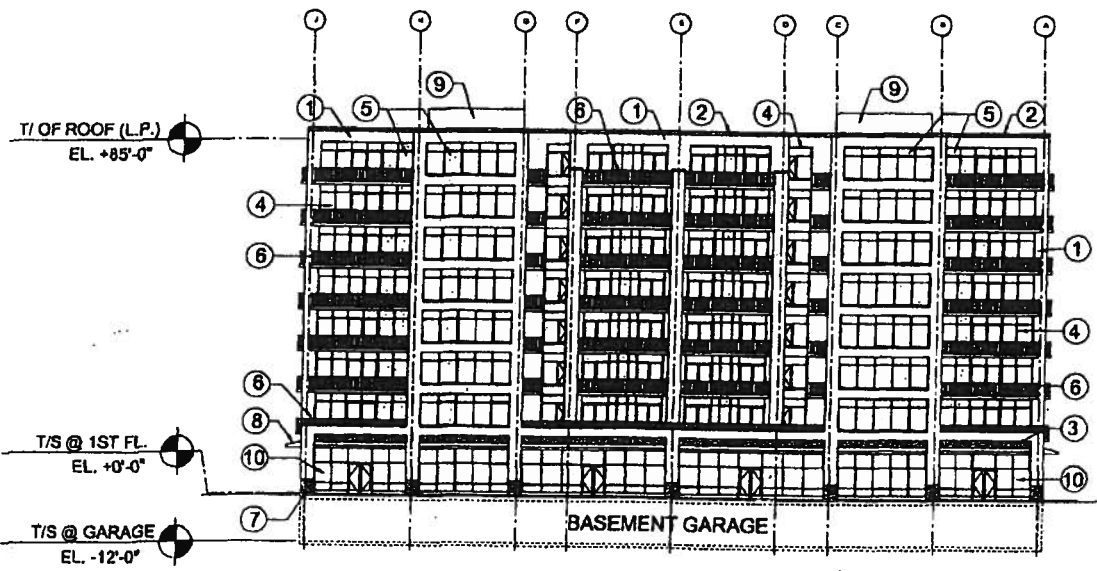 J H G F E D C B A
9 9
1 5 6 1 2 4 5 2
T/ OF ROOF (L.P.)
EL. +85'-0"
4
6 1
4
6 6
8 3
T/S @ 1ST FL.
EL. +0'-0"
10 10
7
BASEMENT GARAGE
T/S @ GARAGE
EL. -12'-0"